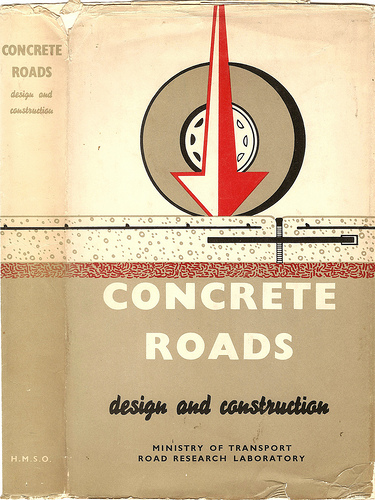 CONCRETE
ROADS
design and
construction
H.M.S.O.
CONCRETE
ROADS
design and construction
MINISTRY OF TRANSPORT
ROAD RESEARCH LABORATORY